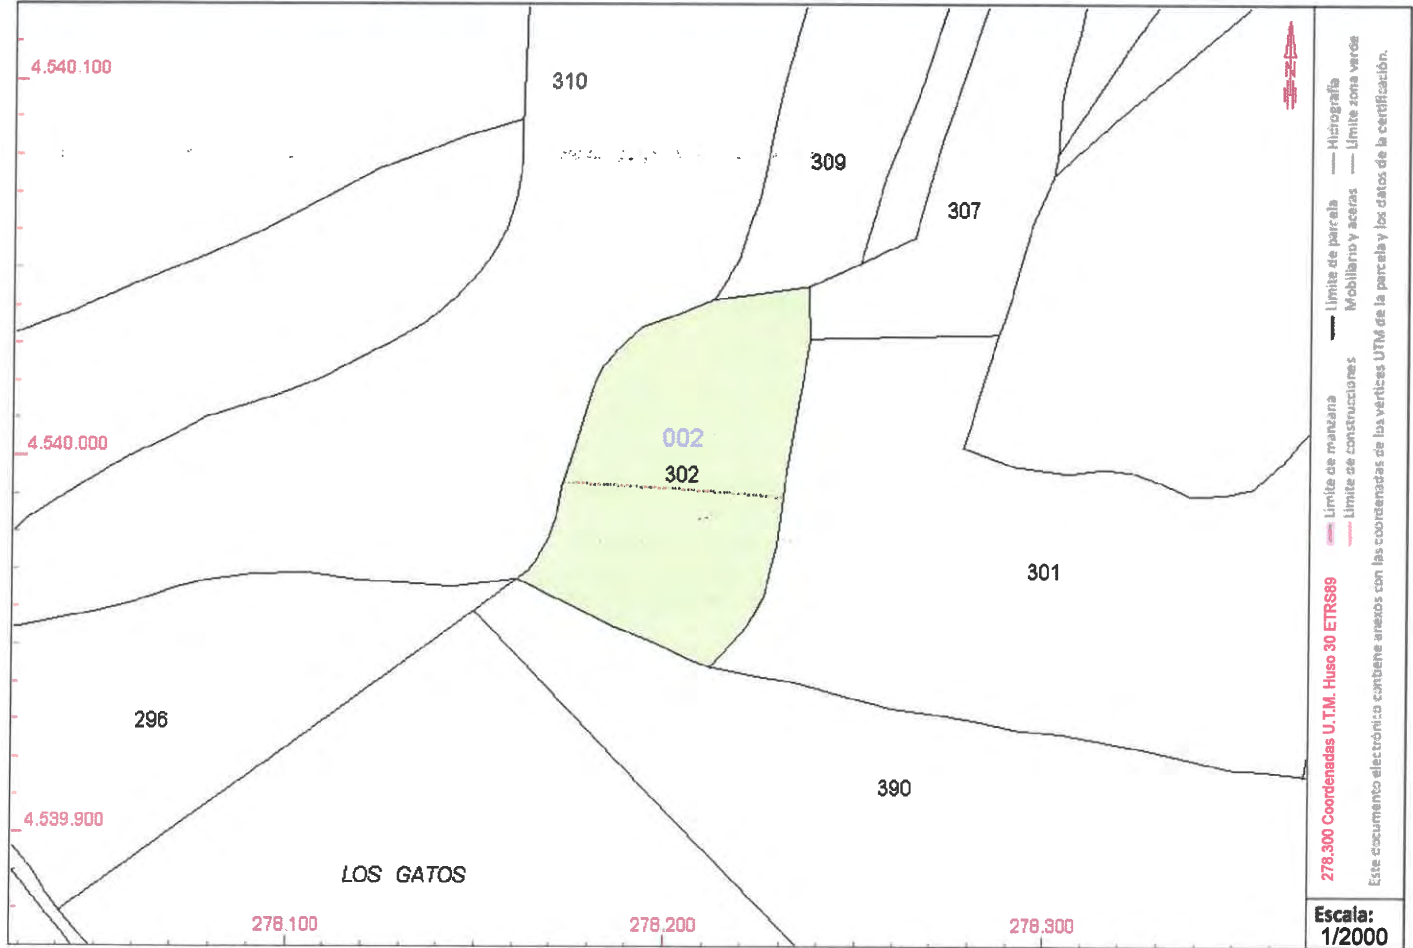 4.540.100
310
309
307
4.540.000
002
302
301
296
390
4.539.900
LOS GATOS
278.100
278.200
278.300
278.300 Coordenadas U.T.M. Huso 30 ETRS89
Límite de manzana
Límite de parcela
Hidrografía
Límite de construcciones
Mobiliario y aceras
Límite zona verde
Este documento electrónico contiene anexos con las coordenadas de los vértices UTM de la parcela y los datos de la certificación.
Escala:
1/2000